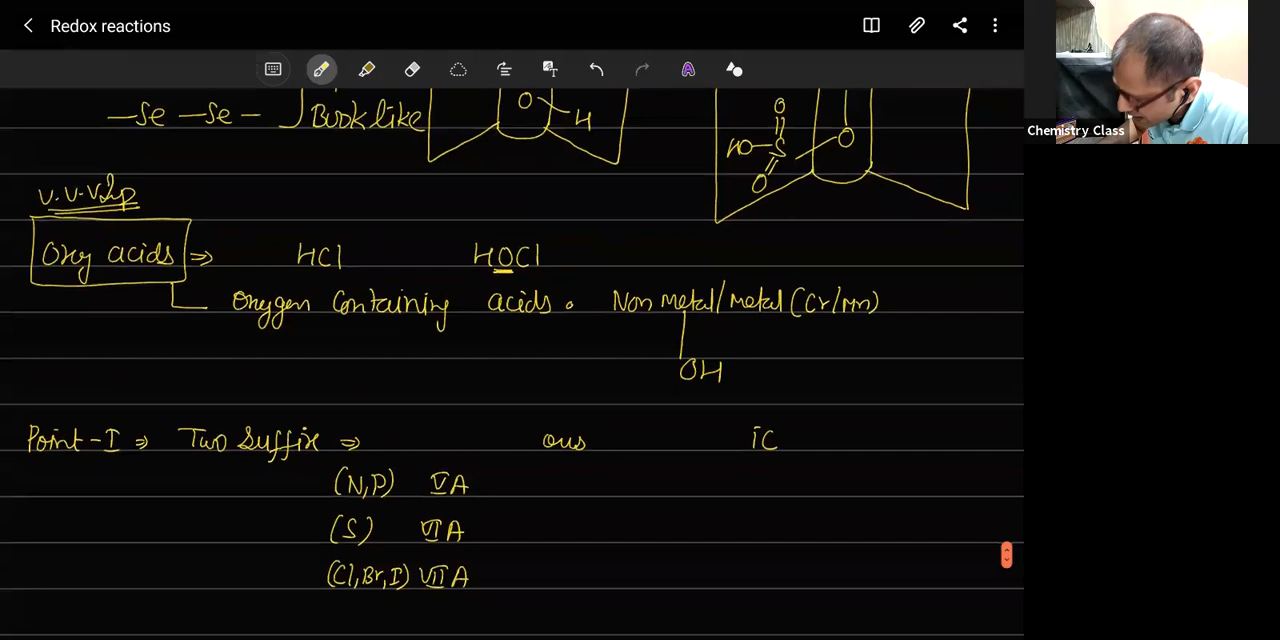 Redox reactions
Chemistry Class
—Se —Se —
Book like
O
H
O
HO—S
O
O
V.V.V Imp
Oxy acids ⇒ HCl HOCl
Oxygen Containing acids. Non metal/metal (Cr/Mn)
OH
Point-I ⇒ Two Suffix ⇒ ous ic
(N,P) VA
(S) VIA
(Cl,Br,I) VIIA